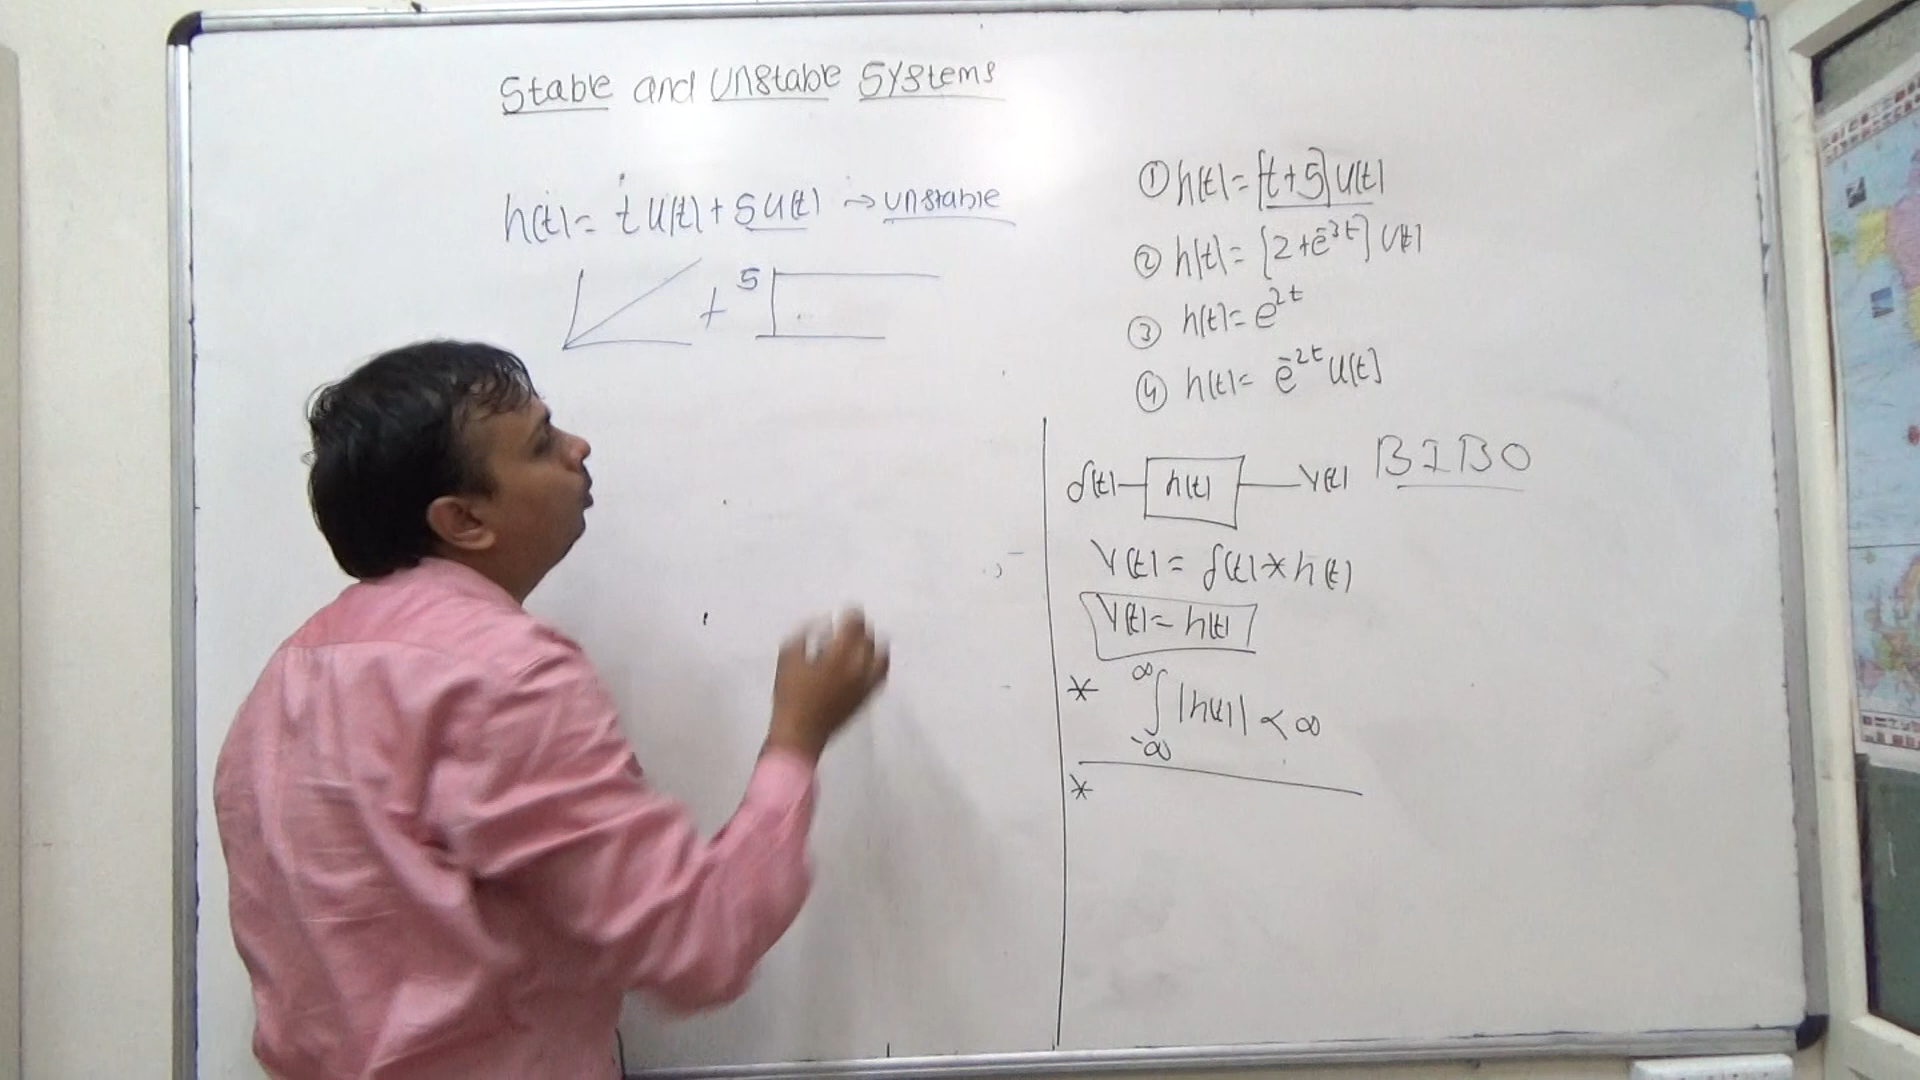 Stable and Unstable Systems
h(t) = t u(t) + 5 u(t) → unstable
+ 5
① h(t) = [t+5] u(t)
② h(t) = [2+e^-3t] u(t)
③ h(t) = e^2t
④ h(t) = e^-2t u(t)
δ(t) h(t) y(t) BIBO
y(t) = δ(t) * h(t)
y(t) = h(t)
* ∫_-∞^∞ |h(t)| < ∞
*